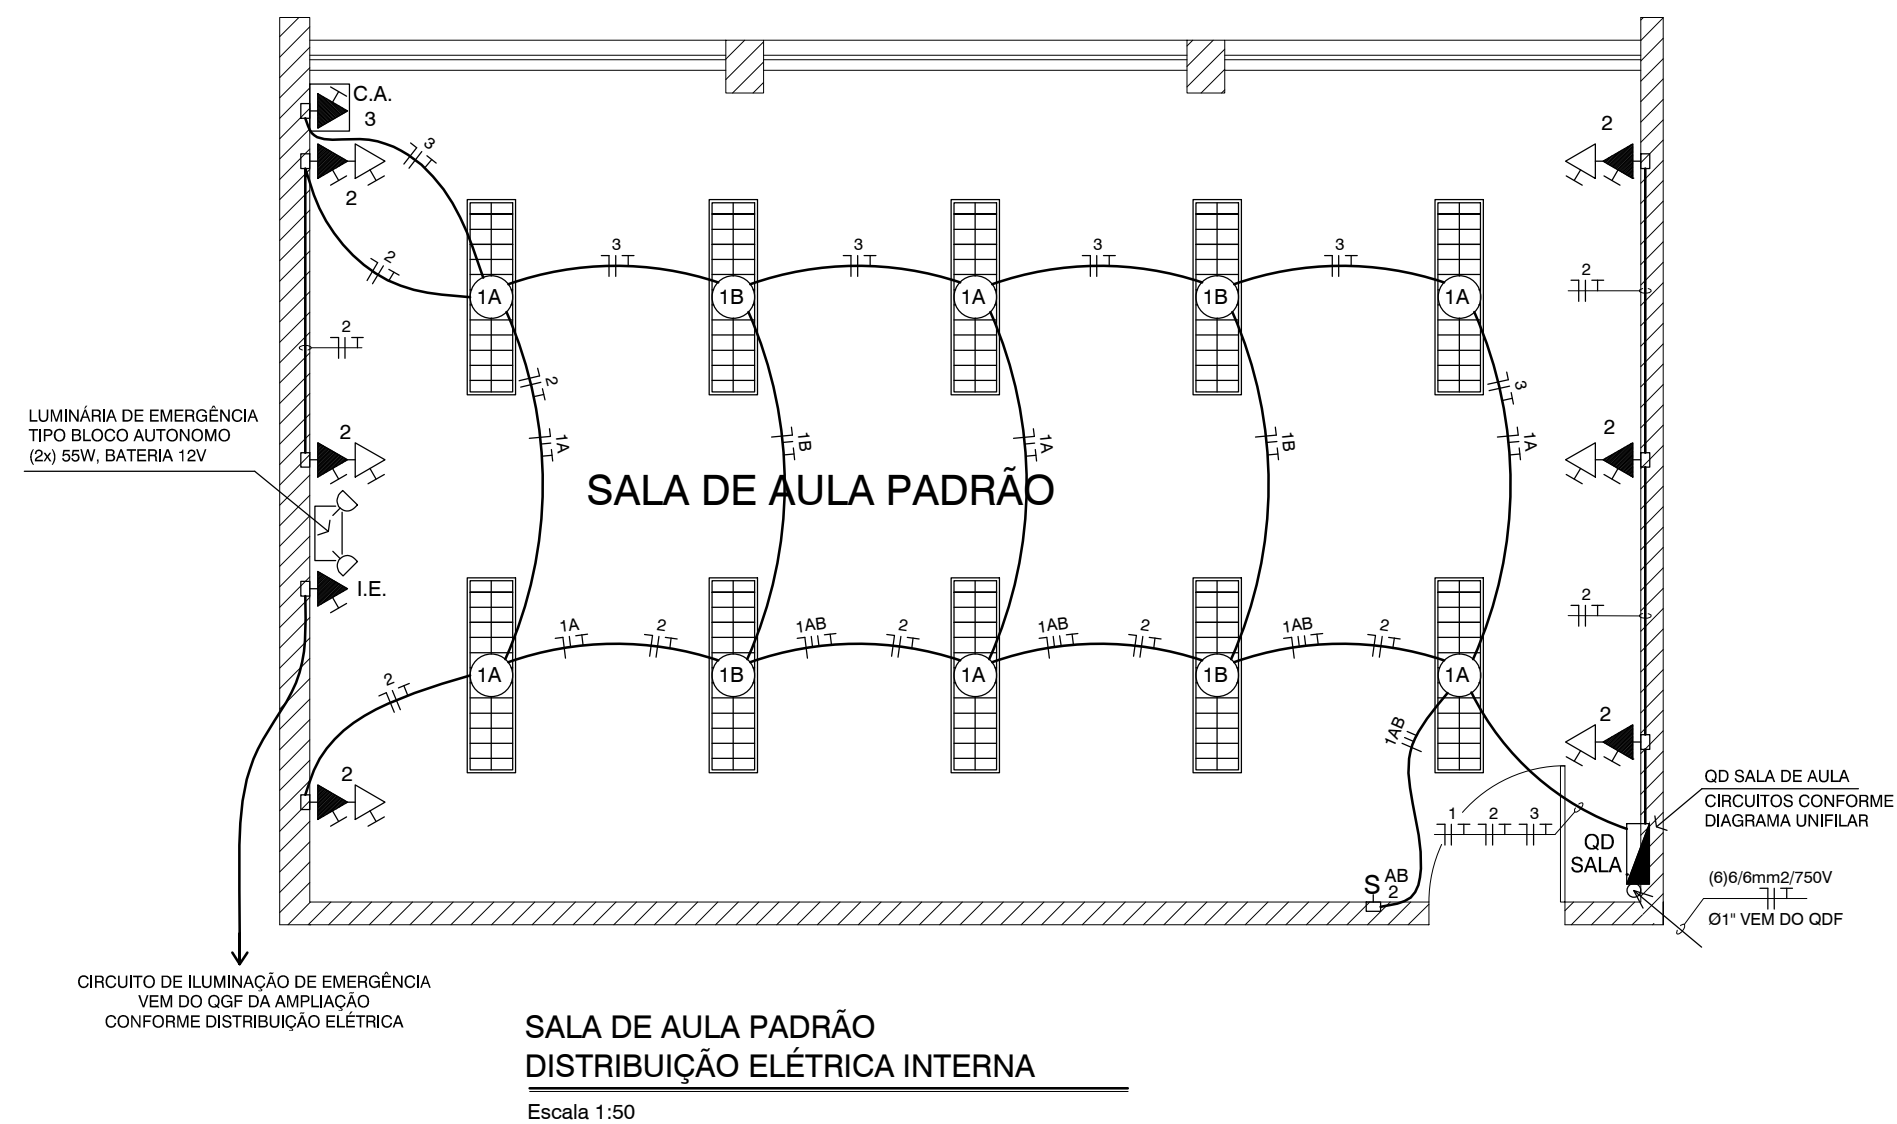 C.A.
3
3
2
2
2
3
3
3
3
2
1A
1B
1A
1B
1A
2
2
2
3
1A
1B
1A
1B
1A
LUMINÁRIA DE EMERGÊNCIA
TIPO BLOCO AUTONOMO
(2x) 55W, BATERIA 12V
2
2
SALA DE AULA PADRÃO
I.E.
2
1A
2
1AB
2
1AB
2
1AB
2
2
1A
1B
1A
1B
1A
2
1AB
2
2
QD SALA DE AULA
CIRCUITOS CONFORME
DIAGRAMA UNIFILAR
1 2 3
QD
SALA
S AB
2
(6)6/6mm2/750V
Ø1" VEM DO QDF
CIRCUITO DE ILUMINAÇÃO DE EMERGÊNCIA
VEM DO QGF DA AMPLIAÇÃO
CONFORME DISTRIBUIÇÃO ELÉTRICA
SALA DE AULA PADRÃO
DISTRIBUIÇÃO ELÉTRICA INTERNA
Escala 1:50